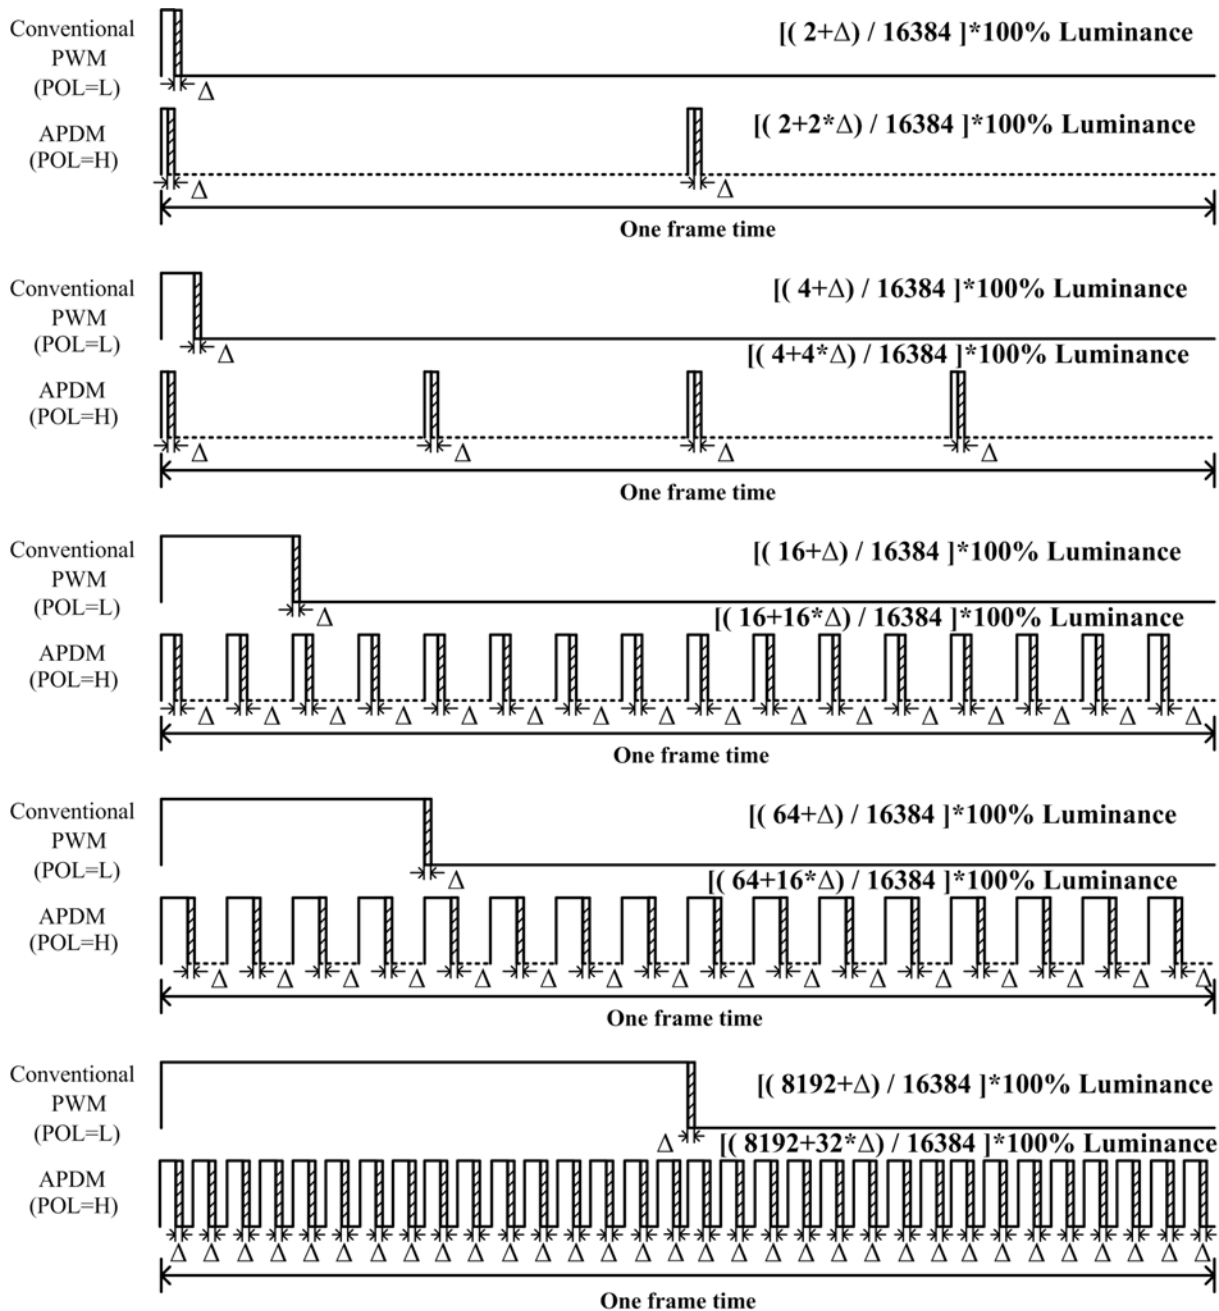 Conventional
PWM
(POL=L)
[( 2+Δ) / 16384 ]*100% Luminance
Δ
APDM
(POL=H)
[( 2+2*Δ) / 16384 ]*100% Luminance
Δ Δ
One frame time
Conventional
PWM
(POL=L)
[( 4+Δ) / 16384 ]*100% Luminance
Δ
[( 4+4*Δ) / 16384 ]*100% Luminance
APDM
(POL=H)
Δ Δ Δ Δ
One frame time
Conventional
PWM
(POL=L)
[( 16+Δ) / 16384 ]*100% Luminance
Δ
[( 16+16*Δ) / 16384 ]*100% Luminance
APDM
(POL=H)
Δ Δ Δ Δ Δ Δ Δ Δ Δ Δ Δ Δ Δ Δ Δ Δ
One frame time
Conventional
PWM
(POL=L)
[( 64+Δ) / 16384 ]*100% Luminance
Δ
[( 64+16*Δ) / 16384 ]*100% Luminance
APDM
(POL=H)
Δ Δ Δ Δ Δ Δ Δ Δ Δ Δ Δ Δ Δ Δ Δ Δ
One frame time
Conventional
PWM
(POL=L)
[( 8192+Δ) / 16384 ]*100% Luminance
Δ
[( 8192+32*Δ) / 16384 ]*100% Luminance
APDM
(POL=H)
Δ Δ Δ Δ Δ Δ Δ Δ Δ Δ Δ Δ Δ Δ Δ Δ Δ Δ Δ Δ Δ Δ Δ Δ Δ Δ Δ Δ Δ Δ Δ Δ
One frame time